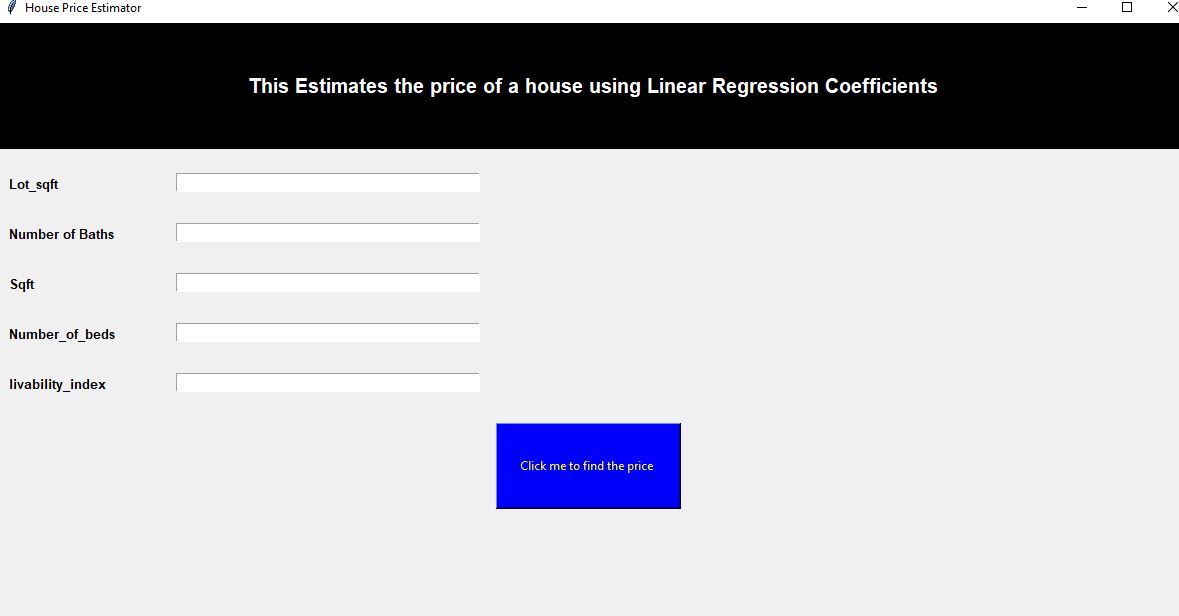 House Price Estimator
This Estimates the price of a house using Linear Regression Coefficients
Lot_sqft
Number of Baths
Sqft
Number_of_beds
livability_index
Click me to find the price